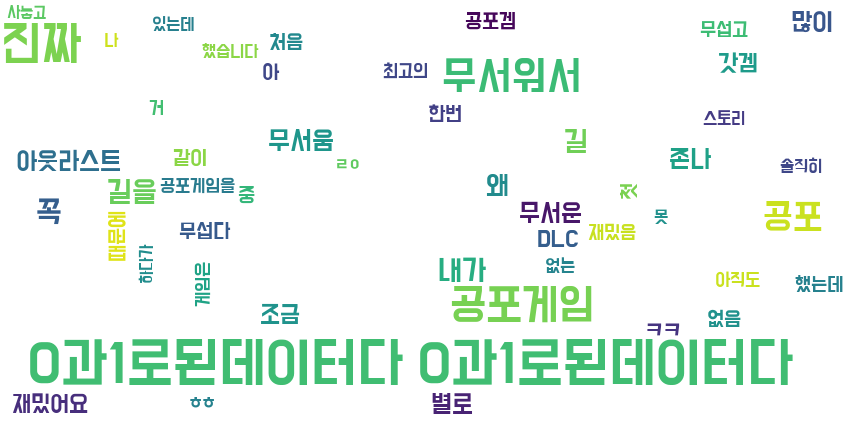 사놓고
진짜
나
있는데
했습니다
처음
아
공포겜
최고의
무서워서
한번
많이
무섭고
갓겜
스토리
거
무서움
ㄹㅇ
길
존나
솔직히
아웃라스트
같이
길을
공포게임을
중
왜
첫
꼭
때문에
무섭다
하다가
게임은
무서운
DLC
재밌음
못
공포
내가
없는
아직도
했는데
공포게임
조금
없음
ㅋㅋ
0과1로된데이터다 0과1로된데이터다
재밌어요
ㅎㅎ
별로